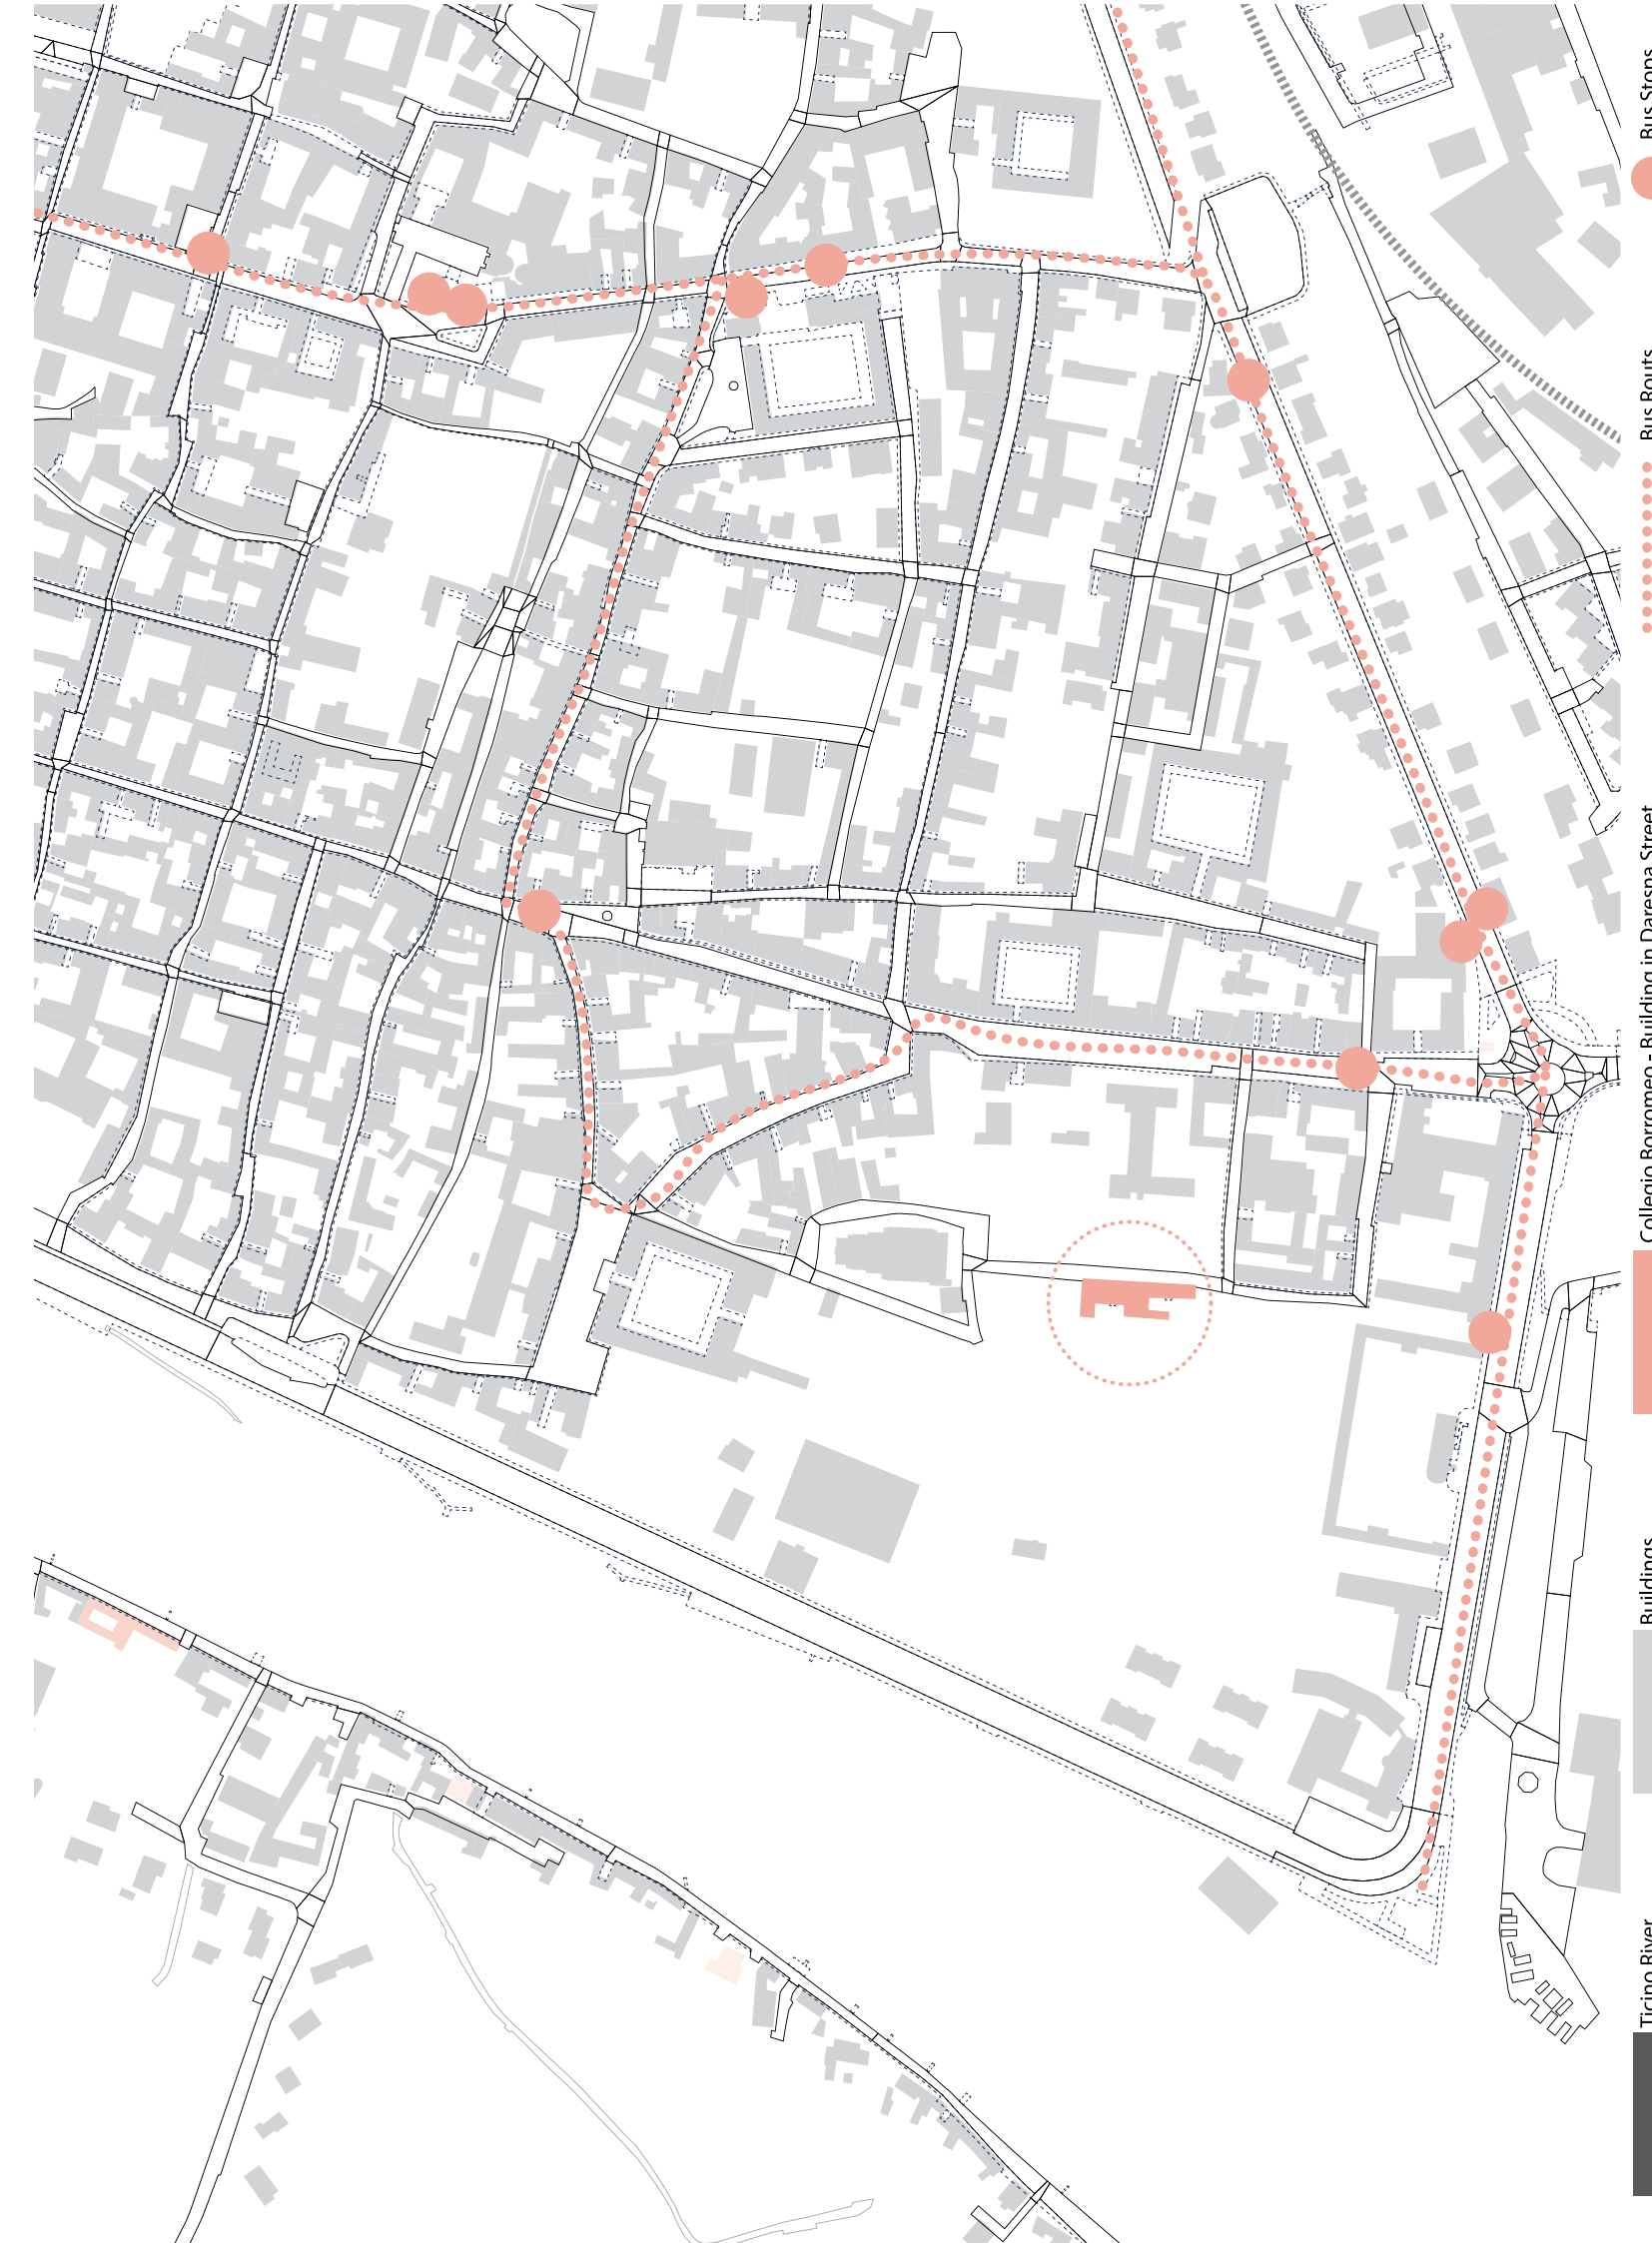 Bus Stops
Bus Routs
Collegio Borromeo - Building in Daresna Street
Buildings
Ticino River